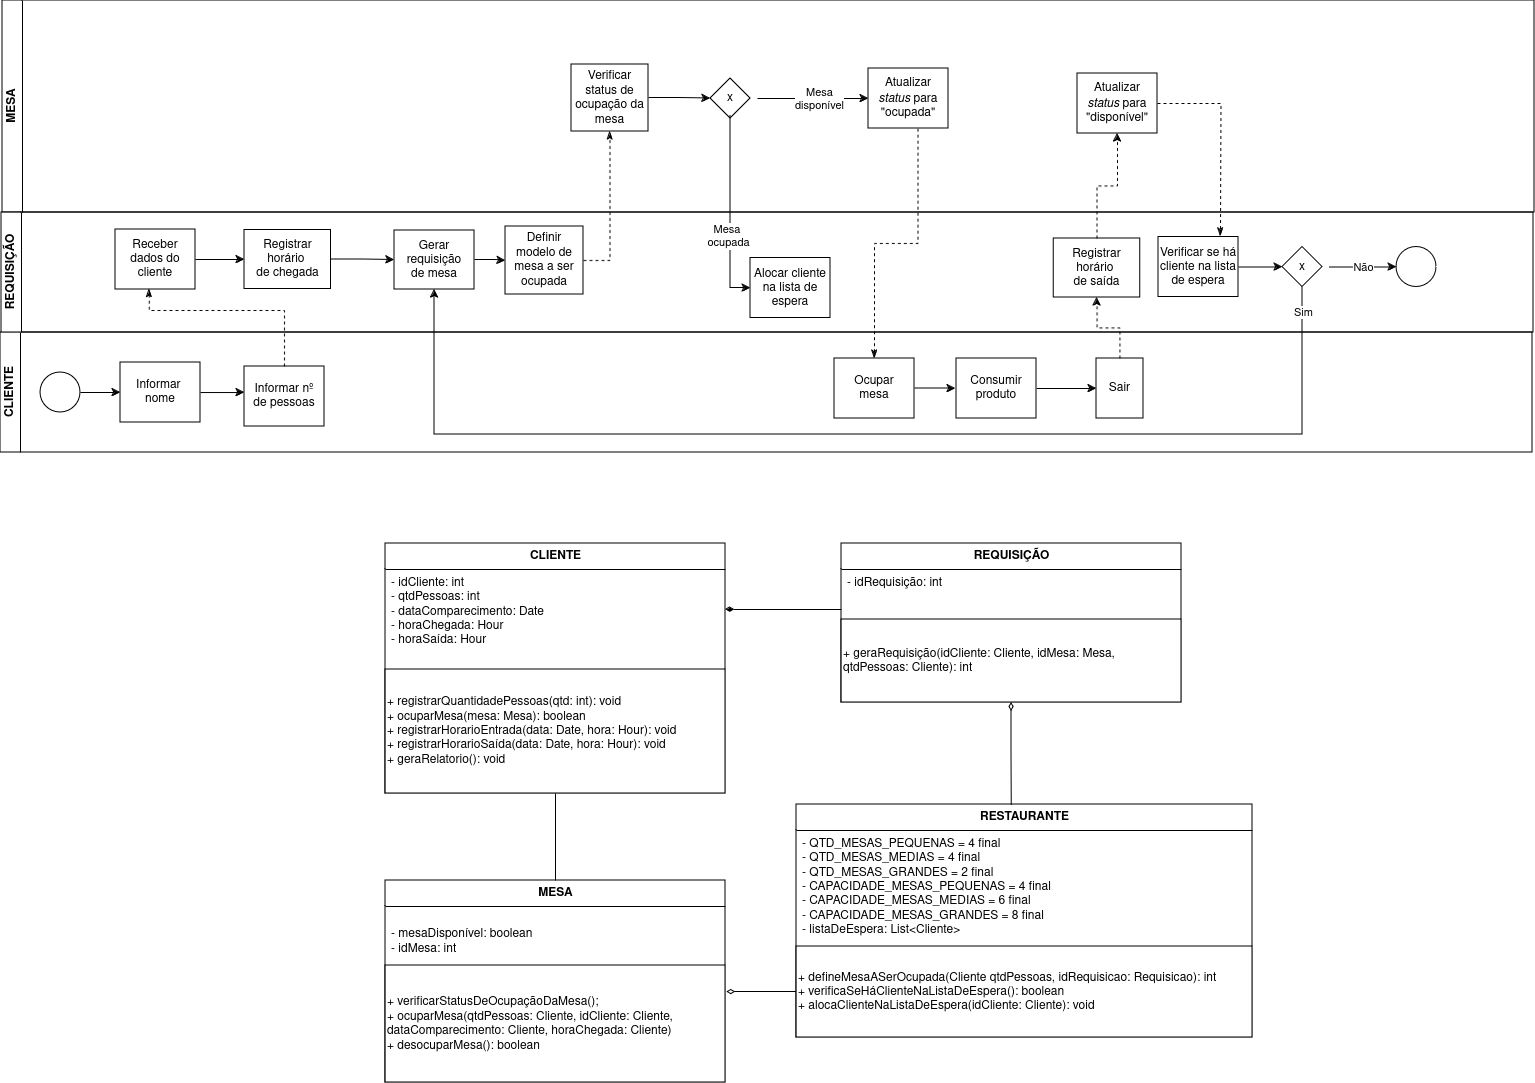 MESA
Verificar
status de
ocupação da
mesa
x
Mesa
disponível
Atualizar
status para
"ocupada"
Atualizar
status para
"disponível"
REQUISIÇÃO
Receber
dados do
cliente
Registrar
horário
de chegada
Gerar
requisição
de mesa
Definir
modelo de
mesa a ser
ocupada
Mesa
ocupada
Alocar cliente
na lista de
espera
Registrar
horário
de saída
Verificar se há
cliente na lista
de espera
x
Não
Sim
CLIENTE
Informar
nome
Informar nº
de pessoas
Ocupar
mesa
Consumir
produto
Sair
CLIENTE
- idCliente: int
- qtdPessoas: int
- dataComparecimento: Date
- horaChegada: Hour
- horaSaída: Hour
+ registrarQuantidadePessoas(qtd: int): void
+ ocuparMesa(mesa: Mesa): boolean
+ registrarHorarioEntrada(data: Date, hora: Hour): void
+ registrarHorarioSaída(data: Date, hora: Hour): void
+ geraRelatorio(): void
REQUISIÇÃO
- idRequisição: int
+ geraRequisição(idCliente: Cliente, idMesa: Mesa,
qtdPessoas: Cliente): int
MESA
- mesaDisponível: boolean
- idMesa: int
+ verificarStatusDeOcupaçãoDaMesa();
+ ocuparMesa(qtdPessoas: Cliente, idCliente: Cliente,
dataComparecimento: Cliente, horaChegada: Cliente)
+ desocuparMesa(): boolean
RESTAURANTE
- QTD_MESAS_PEQUENAS = 4 final
- QTD_MESAS_MEDIAS = 4 final
- QTD_MESAS_GRANDES = 2 final
- CAPACIDADE_MESAS_PEQUENAS = 4 final
- CAPACIDADE_MESAS_MEDIAS = 6 final
- CAPACIDADE_MESAS_GRANDES = 8 final
- listaDeEspera: List<Cliente>
+ defineMesaASerOcupada(Cliente qtdPessoas, idRequisicao: Requisicao): int
+ verificaSeHáClienteNaListaDeEspera(): boolean
+ alocaClienteNaListaDeEspera(idCliente: Cliente): void